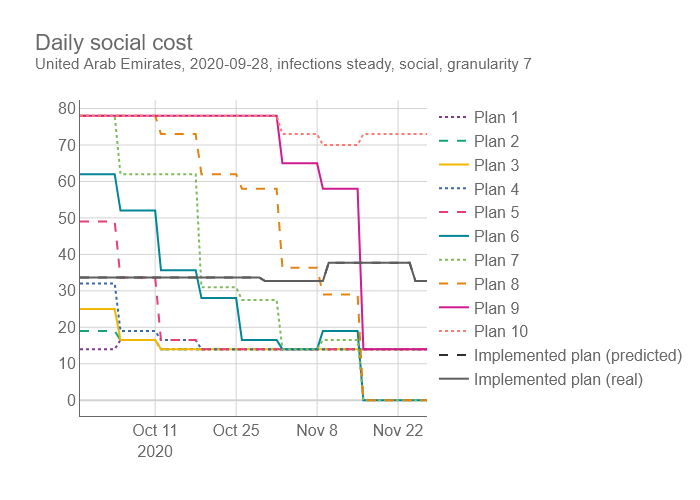 Daily social cost
United Arab Emirates, 2020-09-28, infections steady, social, granularity 7
80
70
60
50
40
30
20
10
0
Oct 11
2020
Oct 25
Nov 8
Nov 22
Plan 1
Plan 2
Plan 3
Plan 4
Plan 5
Plan 6
Plan 7
Plan 8
Plan 9
Plan 10
Implemented plan (predicted)
Implemented plan (real)